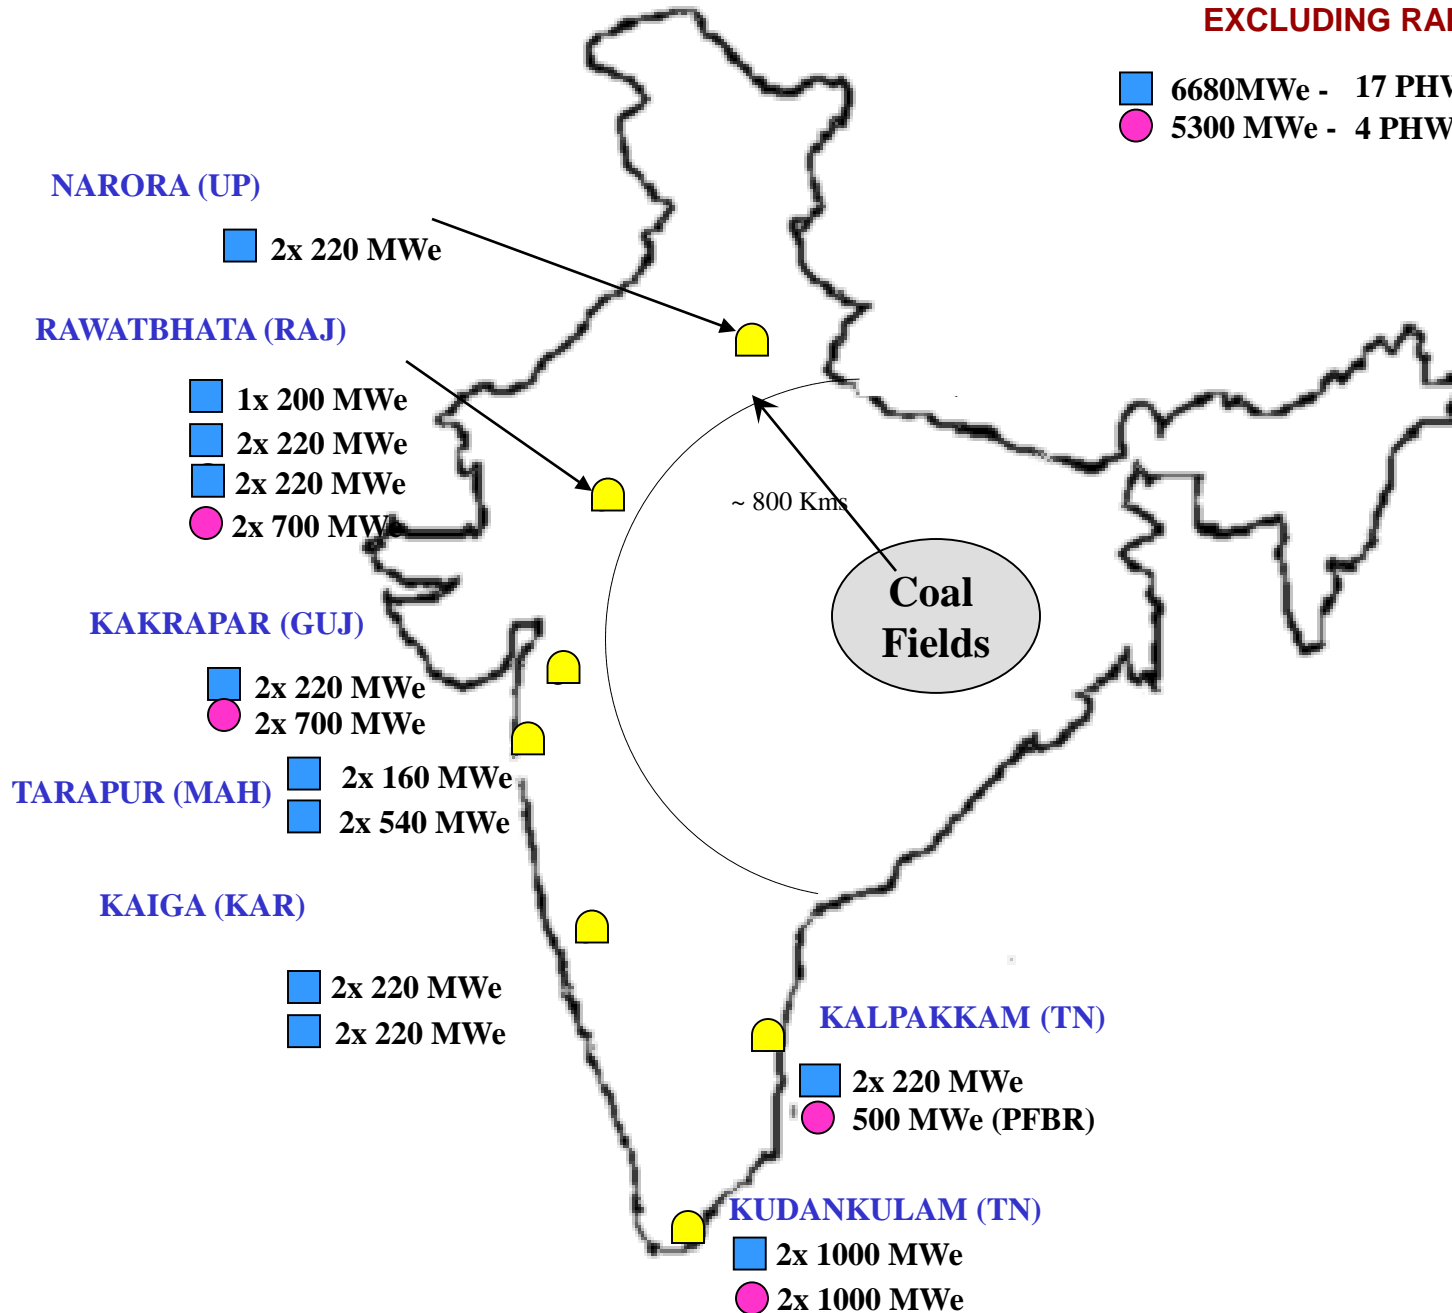 EXCLUDING
6680MWe - 17
5300 MWe - 4
NARORA (UP)
2x 220 MWe
RAWATBHATA (RAJ)
1x 200 MWe
2x 220 MWe
2x 220 MWe
2x 700 MWe
~ 800 Kms
Coal
Fields
KAKRAPAR (GUJ)
2x 220 MWe
2x 700 MWe
TARAPUR (MAH)
2x 160 MWe
2x 540 MWe
KAIGA (KAR)
2x 220 MWe
2x 220 MWe
KALPAKKAM (TN)
2x 220 MWe
500 MWe (PFBR)
KUDANKULAM (TN)
2x 1000 MWe
2x 1000 MWe